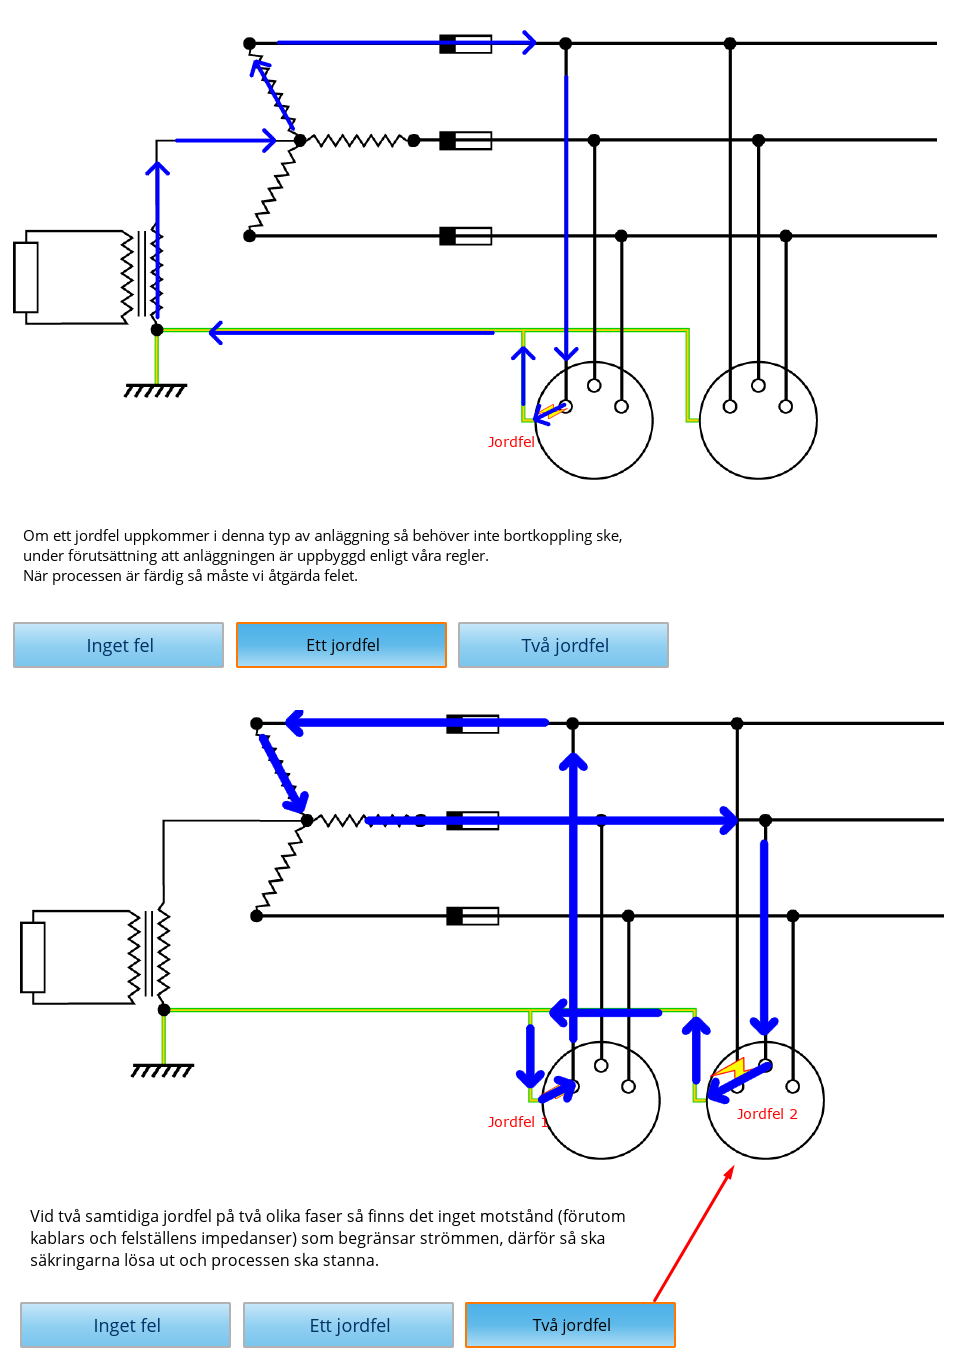 Jordfel
Om ett jordfel uppkommer i denna typ av anläggning så behöver inte bortkoppling ske,
under förutsättning att anläggningen är uppbyggd enligt våra regler.
När processen är färdig så måste vi åtgärda felet.
Inget fel
Ett jordfel
Två jordfel
Jordfel 1
Jordfel 2
Vid två samtidiga jordfel på två olika faser så finns det inget motstånd (förutom
kablars och felställens impedanser) som begränsar strömmen, därför så ska
säkringarna lösa ut och processen ska stanna.
Inget fel
Ett jordfel
Två jordfel